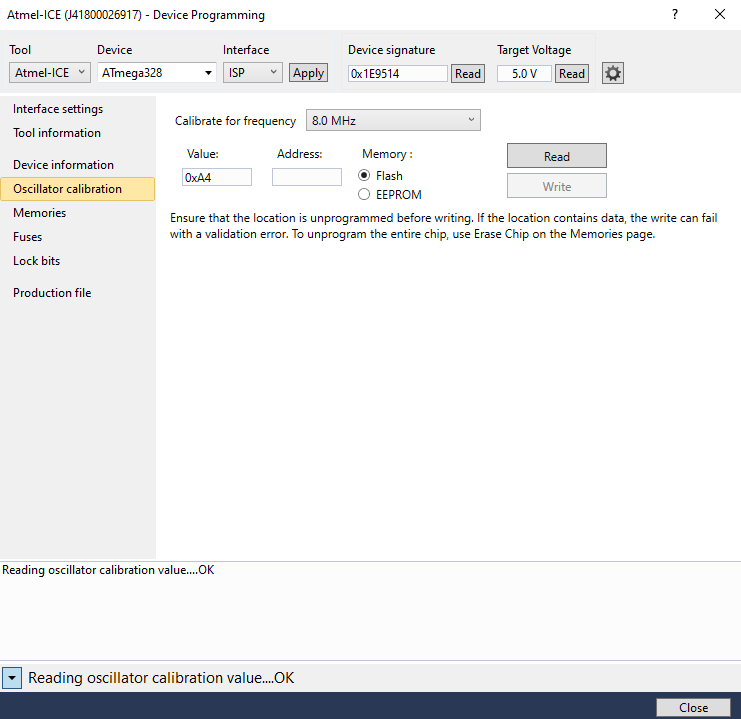 Atmel-ICE (J41800026917) - Device Programming
?
Tool Device Interface Device signature Target Voltage
Atmel-ICE ATmega328 ISP Apply 0x1E9514 Read 5.0 V Read
Interface settings
Tool information
Device information
Oscillator calibration
Memories
Fuses
Lock bits
Production file
Calibrate for frequency 8.0 MHz
Value: Address: Memory :
0xA4 Flash Read
EEPROM Write
Ensure that the location is unprogrammed before writing. If the location contains data, the write can fail
with a validation error. To unprogram the entire chip, use Erase Chip on the Memories page.
Reading oscillator calibration value....OK
Reading oscillator calibration value....OK
Close